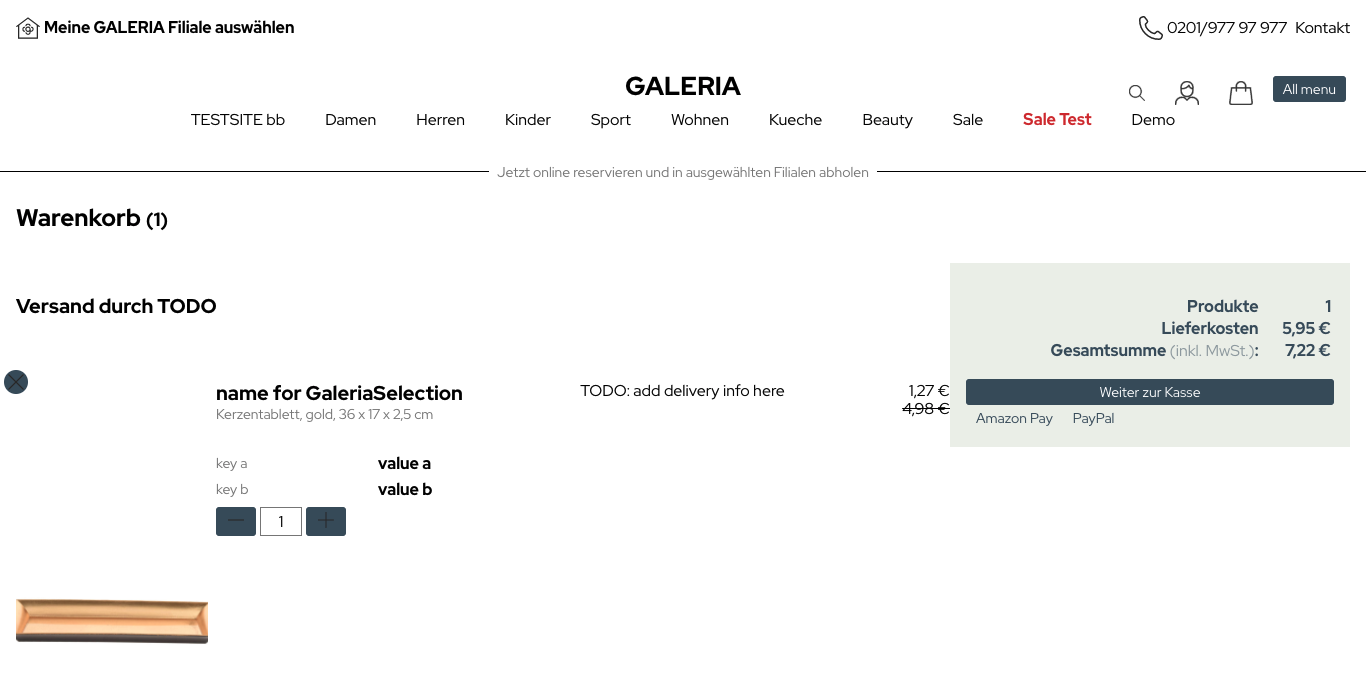 Meine GALERIA Filiale auswählen
0201/977 97 977 Kontakt
GALERIA
All menu
TESTSITE bb Damen Herren Kinder Sport Wohnen Kueche Beauty Sale Sale Test Demo
Jetzt online reservieren und in ausgewählten Filialen abholen
Warenkorb (1)
Versand durch TODO
name for GaleriaSelection
Kerzentablett, gold, 36 x 17 x 2,5 cm
key a value a
key b value b
1
TODO: add delivery info here
1,27 €
4,98 €
Produkte 1
Lieferkosten 5,95 €
Gesamtsumme (inkl. MwSt.): 7,22 €
Weiter zur Kasse
Amazon Pay PayPal